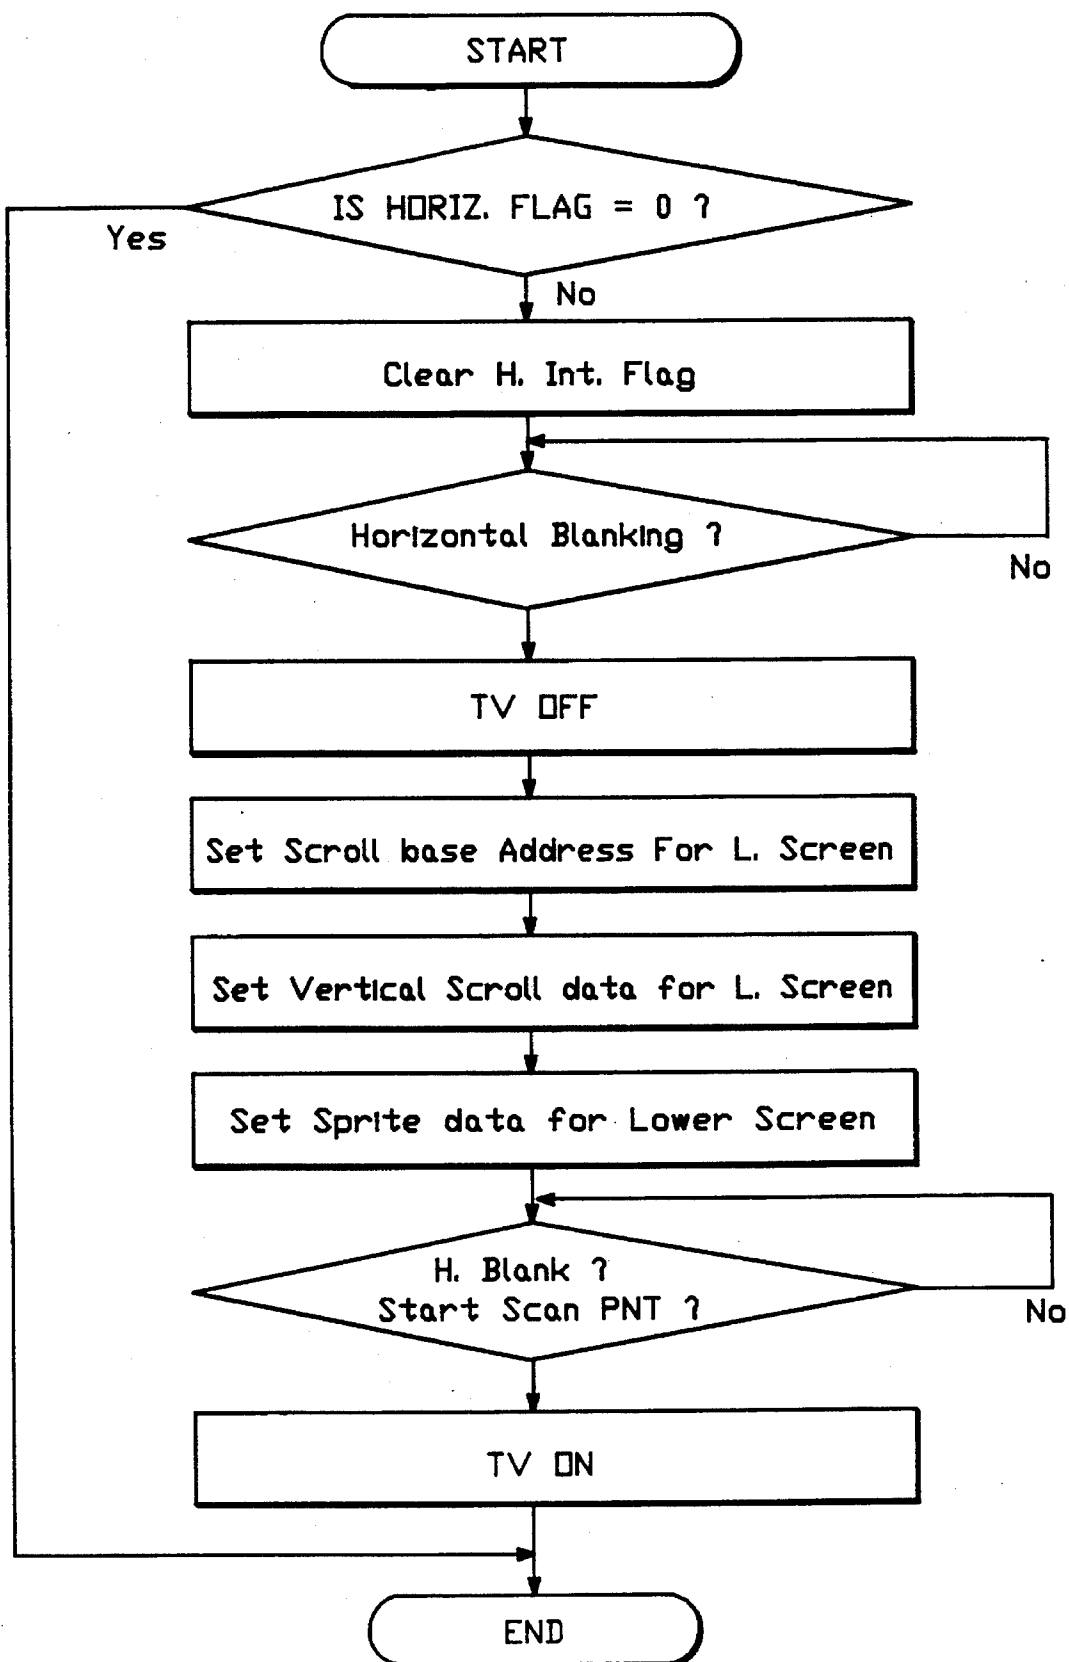 START
IS HORIZ. FLAG = 0 ?
Yes
No
Clear H. Int. Flag
Horizontal Blanking ?
No
TV OFF
Set Scroll base Address For L. Screen
Set Vertical Scroll data for L. Screen
Set Sprite data for Lower Screen
H. Blank ?
Start Scan PNT ?
No
TV ON
END